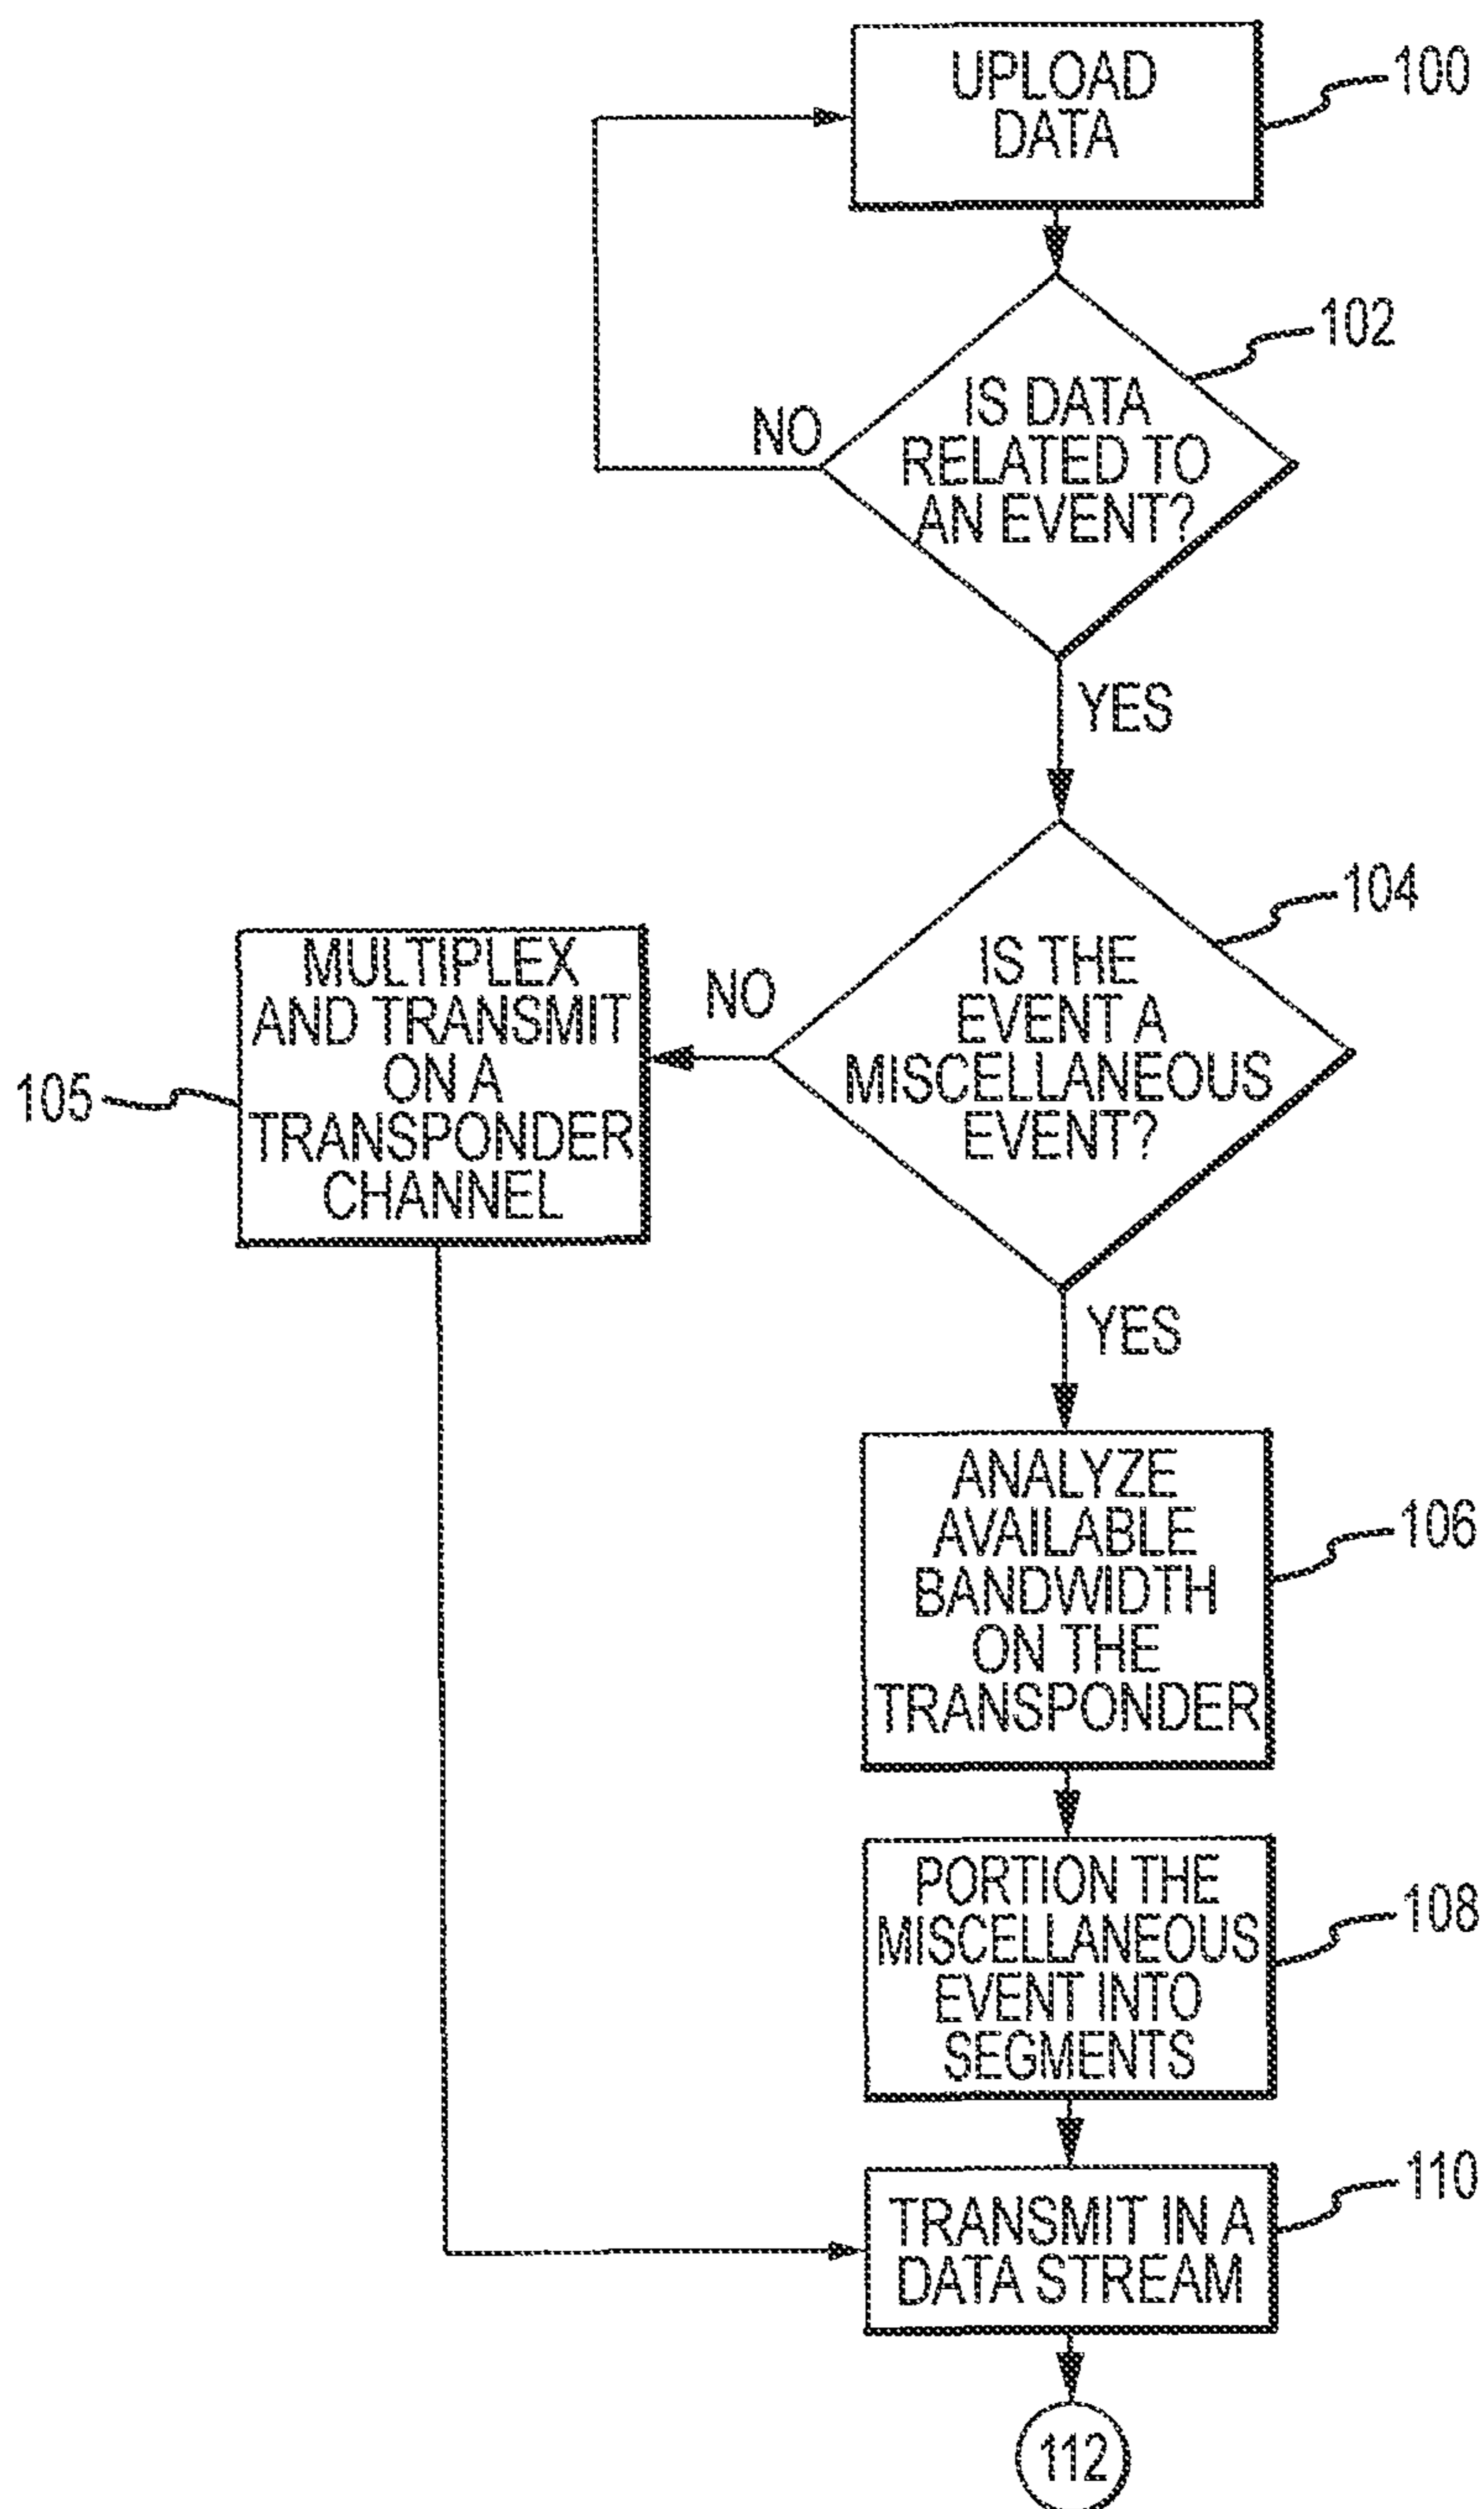 UPLOAD
DATA
100
102
IS DATA
RELATED TO
AN EVENT?
NO
YES
104
IS THE
EVENT A
MISCELLANEOUS
EVENT?
NO
MULTIPLEX
AND TRANSMIT
ON A
TRANSPONDER
CHANNEL
105
YES
ANALYZE
AVAILABLE
BANDWIDTH
ON THE
TRANSPONDER
106
PORTION THE
MISCELLANEOUS
EVENT INTO
SEGMENTS
108
TRANSMIT IN A
DATA STREAM
110
112